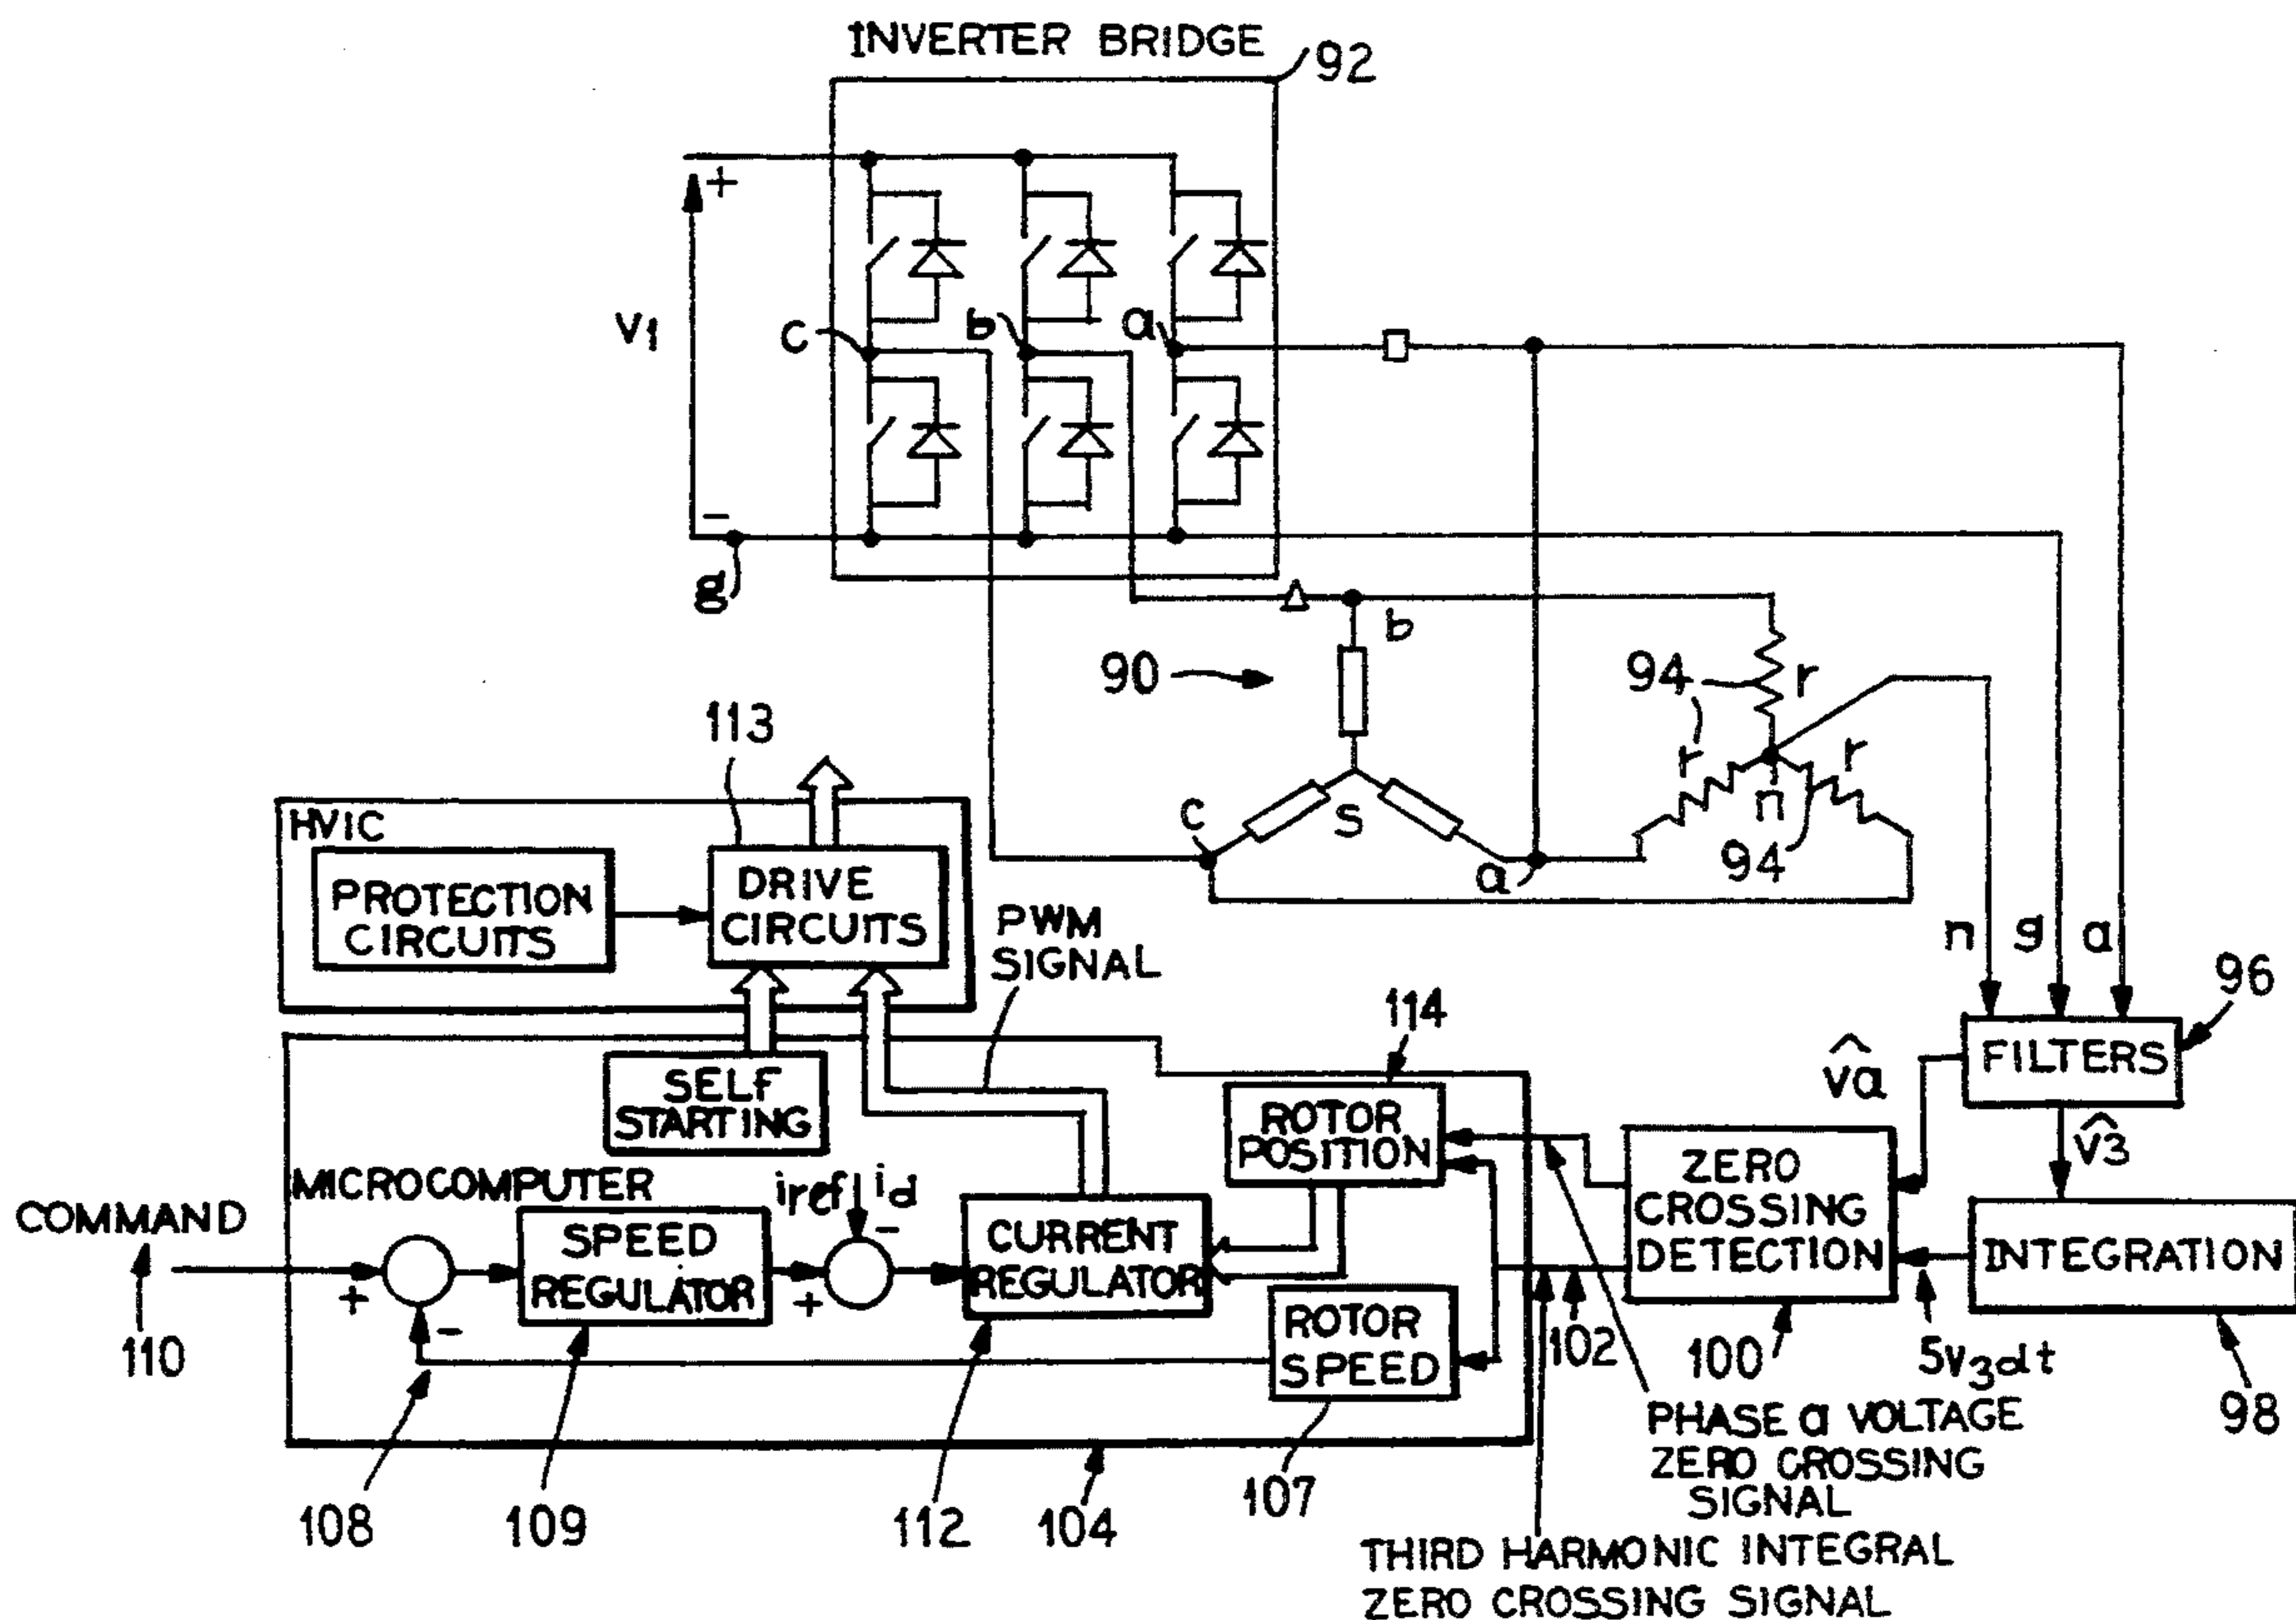 INVERTER BRIDGE
92
+
V1
c
b
a
-
g
b
90
94
r
94
r
r
n
94
c
s
a
113
HVIC
PROTECTION
CIRCUITS
DRIVE
CIRCUITS
PWM
SIGNAL
n
g
a
96
FILTERS
114
v̂a
v̂3
SELF
STARTING
ROTOR
POSITION
ZERO
CROSSING
DETECTION
INTEGRATION
MICROCOMPUTER
COMMAND
iref
id
-
+
SPEED
REGULATOR
+
CURRENT
REGULATOR
-
ROTOR
SPEED
110
102
100
5v3dt
98
PHASE a VOLTAGE
ZERO CROSSING
SIGNAL
108
109
112
104
107
THIRD HARMONIC INTEGRAL
ZERO CROSSING SIGNAL